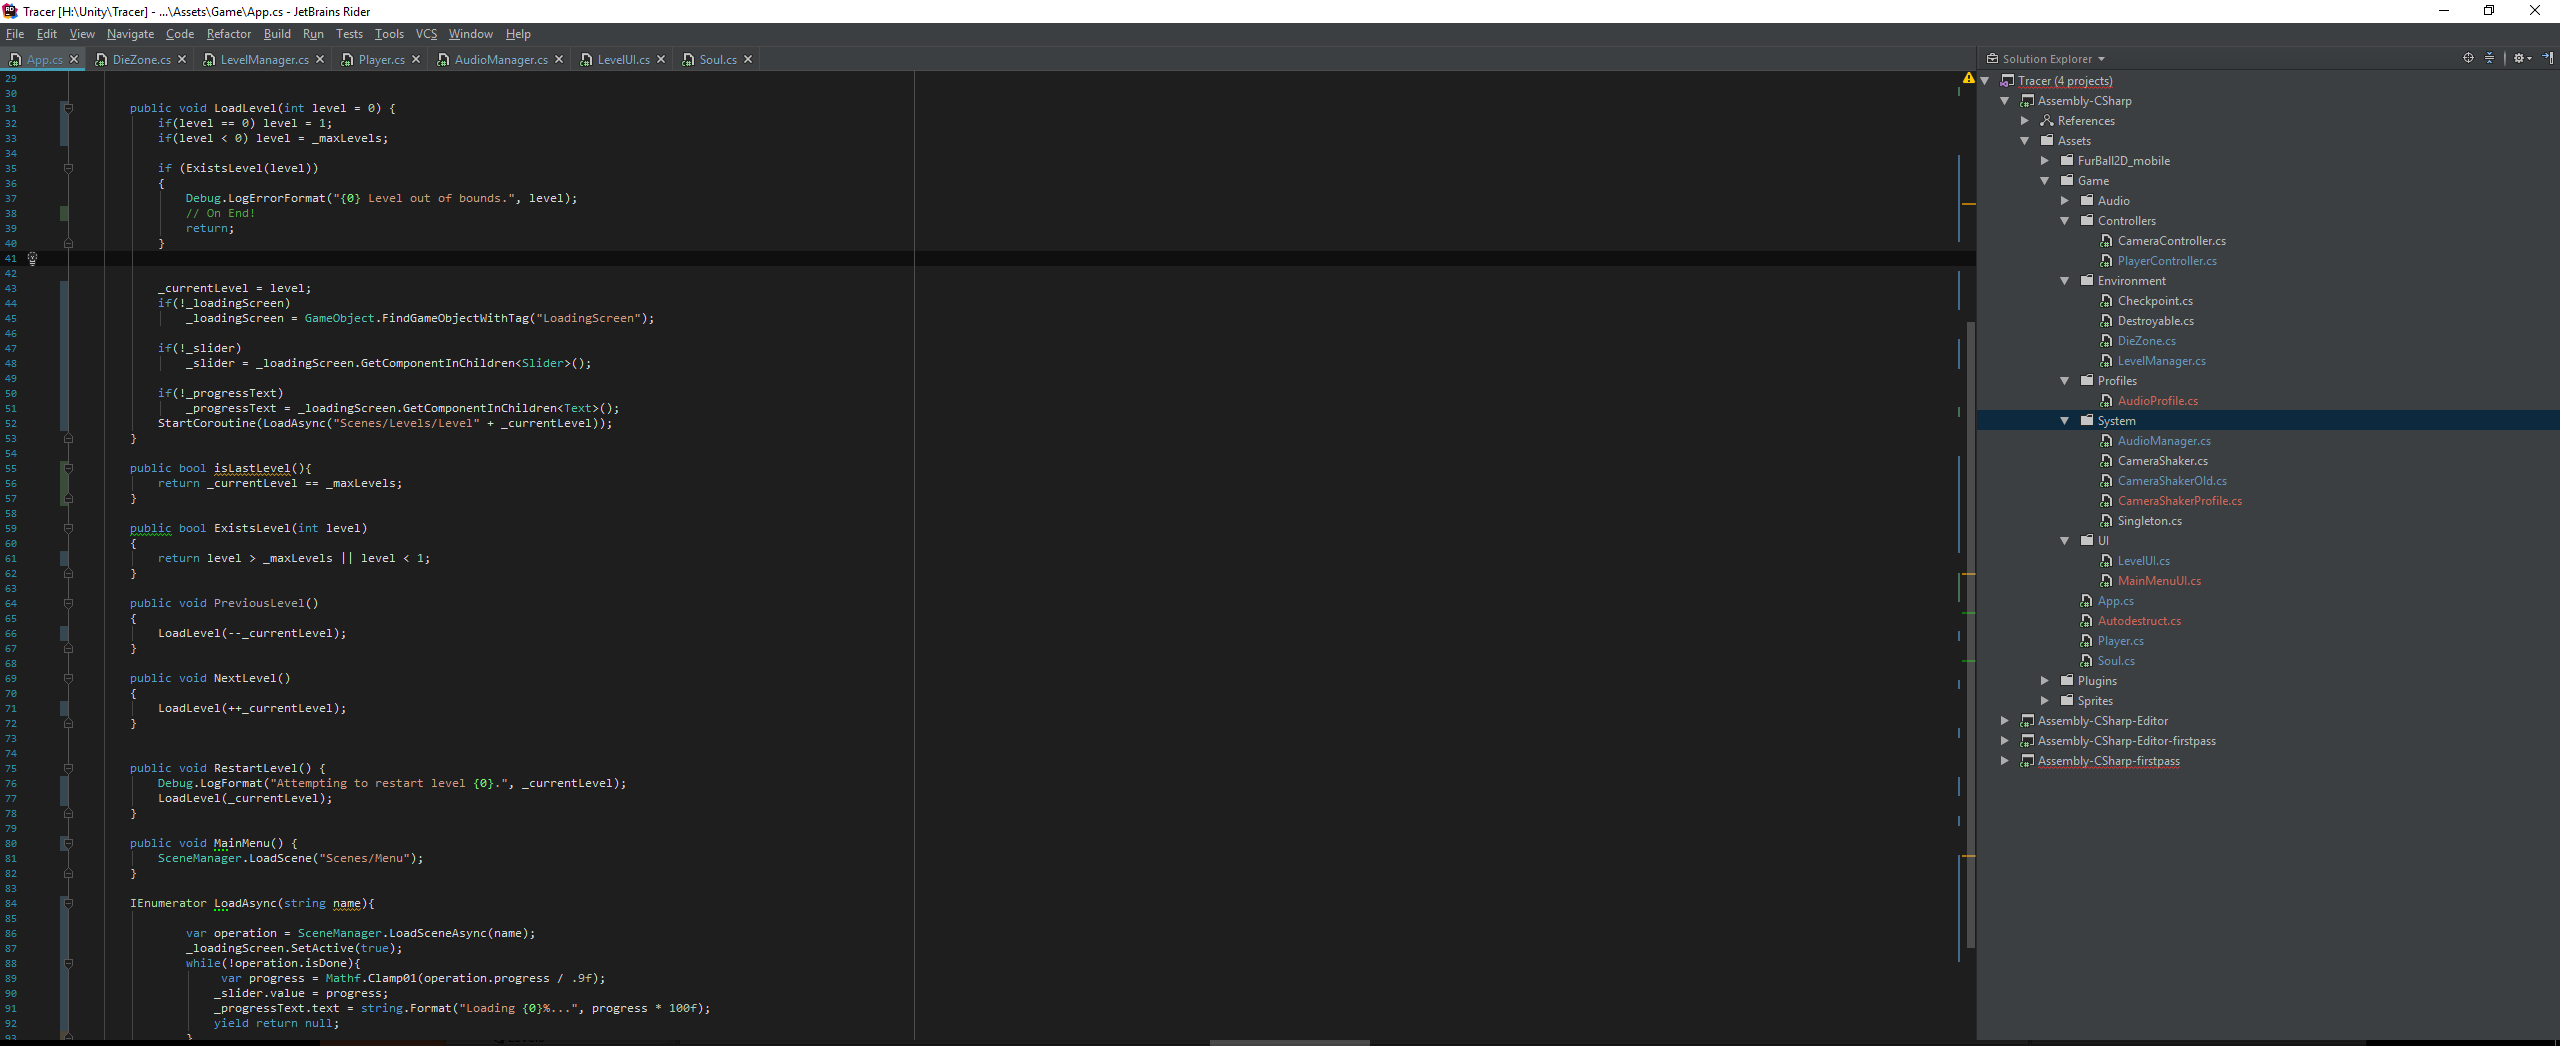 Tracer [H:\Unity\Tracer] - ...\Assets\Game\App.cs - JetBrains Rider
File Edit View Navigate Code Refactor Build Run Tests Tools VCS Window Help
App.cs DieZone.cs LevelManager.cs Player.cs AudioManager.cs LevelUI.cs Soul.cs
29
30
31 public void LoadLevel(int level = 0) {
32 if(level == 0) level = 1;
33 if(level < 0) level = _maxLevels;
34
35 if (ExistsLevel(level))
36 {
37 Debug.LogErrorFormat("{0} Level out of bounds.", level);
38 // On End!
39 return;
40 }
41
42
43 _currentLevel = level;
44 if(!_loadingScreen)
45 _loadingScreen = GameObject.FindGameObjectWithTag("LoadingScreen");
46
47 if(!_slider)
48 _slider = _loadingScreen.GetComponentInChildren<Slider>();
49
50 if(!_progressText)
51 _progressText = _loadingScreen.GetComponentInChildren<Text>();
52 StartCoroutine(LoadAsync("Scenes/Levels/Level" + _currentLevel));
53 }
54
55 public bool isLastLevel(){
56 return _currentLevel == _maxLevels;
57 }
58
59 public bool ExistsLevel(int level)
60 {
61 return level > _maxLevels || level < 1;
62 }
63
64 public void PreviousLevel()
65 {
66 LoadLevel(--_currentLevel);
67 }
68
69 public void NextLevel()
70 {
71 LoadLevel(++_currentLevel);
72 }
73
74
75 public void RestartLevel() {
76 Debug.LogFormat("Attempting to restart level {0}.", _currentLevel);
77 LoadLevel(_currentLevel);
78 }
79
80 public void MainMenu() {
81 SceneManager.LoadScene("Scenes/Menu");
82 }
83
84 IEnumerator LoadAsync(string name){
85
86 var operation = SceneManager.LoadSceneAsync(name);
87 _loadingScreen.SetActive(true);
88 while(!operation.isDone){
89 var progress = Mathf.Clamp01(operation.progress / .9f);
90 _slider.value = progress;
91 _progressText.text = string.Format("Loading {0}%...", progress * 100f);
92 yield return null;
93 }
Solution Explorer
Tracer (4 projects)
Assembly-CSharp
References
Assets
FurBall2D_mobile
Game
Audio
Controllers
CameraController.cs
PlayerController.cs
Environment
Checkpoint.cs
Destroyable.cs
DieZone.cs
LevelManager.cs
Profiles
AudioProfile.cs
System
AudioManager.cs
CameraShaker.cs
CameraShakerOld.cs
CameraShakerProfile.cs
Singleton.cs
UI
LevelUI.cs
MainMenuUI.cs
App.cs
Autodestruct.cs
Player.cs
Soul.cs
Plugins
Sprites
Assembly-CSharp-Editor
Assembly-CSharp-Editor-firstpass
Assembly-CSharp-firstpass